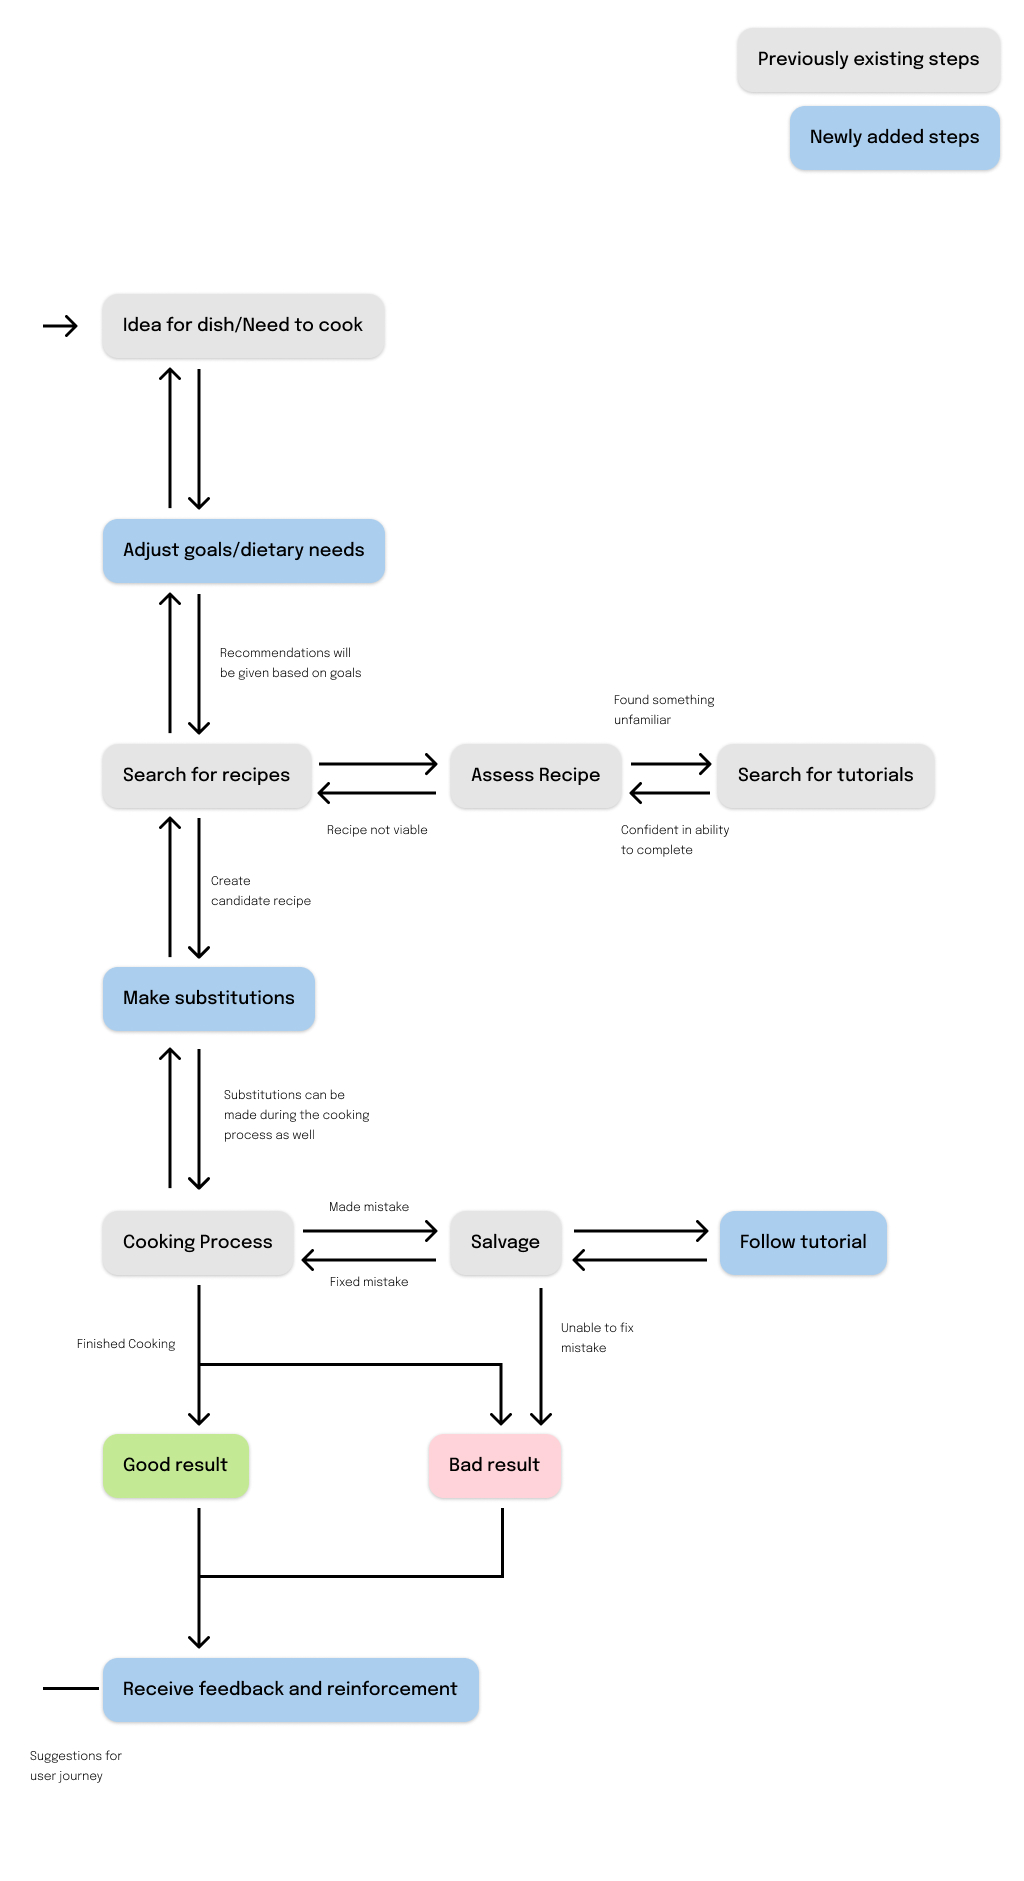 Previously existing steps
Newly added steps
Idea for dish/Need to cook
Adjust goals/dietary needs
Recommendations will
be given based on goals
Found something
unfamiliar
Search for recipes
Assess Recipe
Search for tutorials
Recipe not viable
Confident in ability
to complete
Create
candidate recipe
Make substitutions
Substitutions can be
made during the cooking
process as well
Made mistake
Cooking Process
Salvage
Follow tutorial
Fixed mistake
Unable to fix
mistake
Finished Cooking
Good result
Bad result
Receive feedback and reinforcement
Suggestions for
user journey